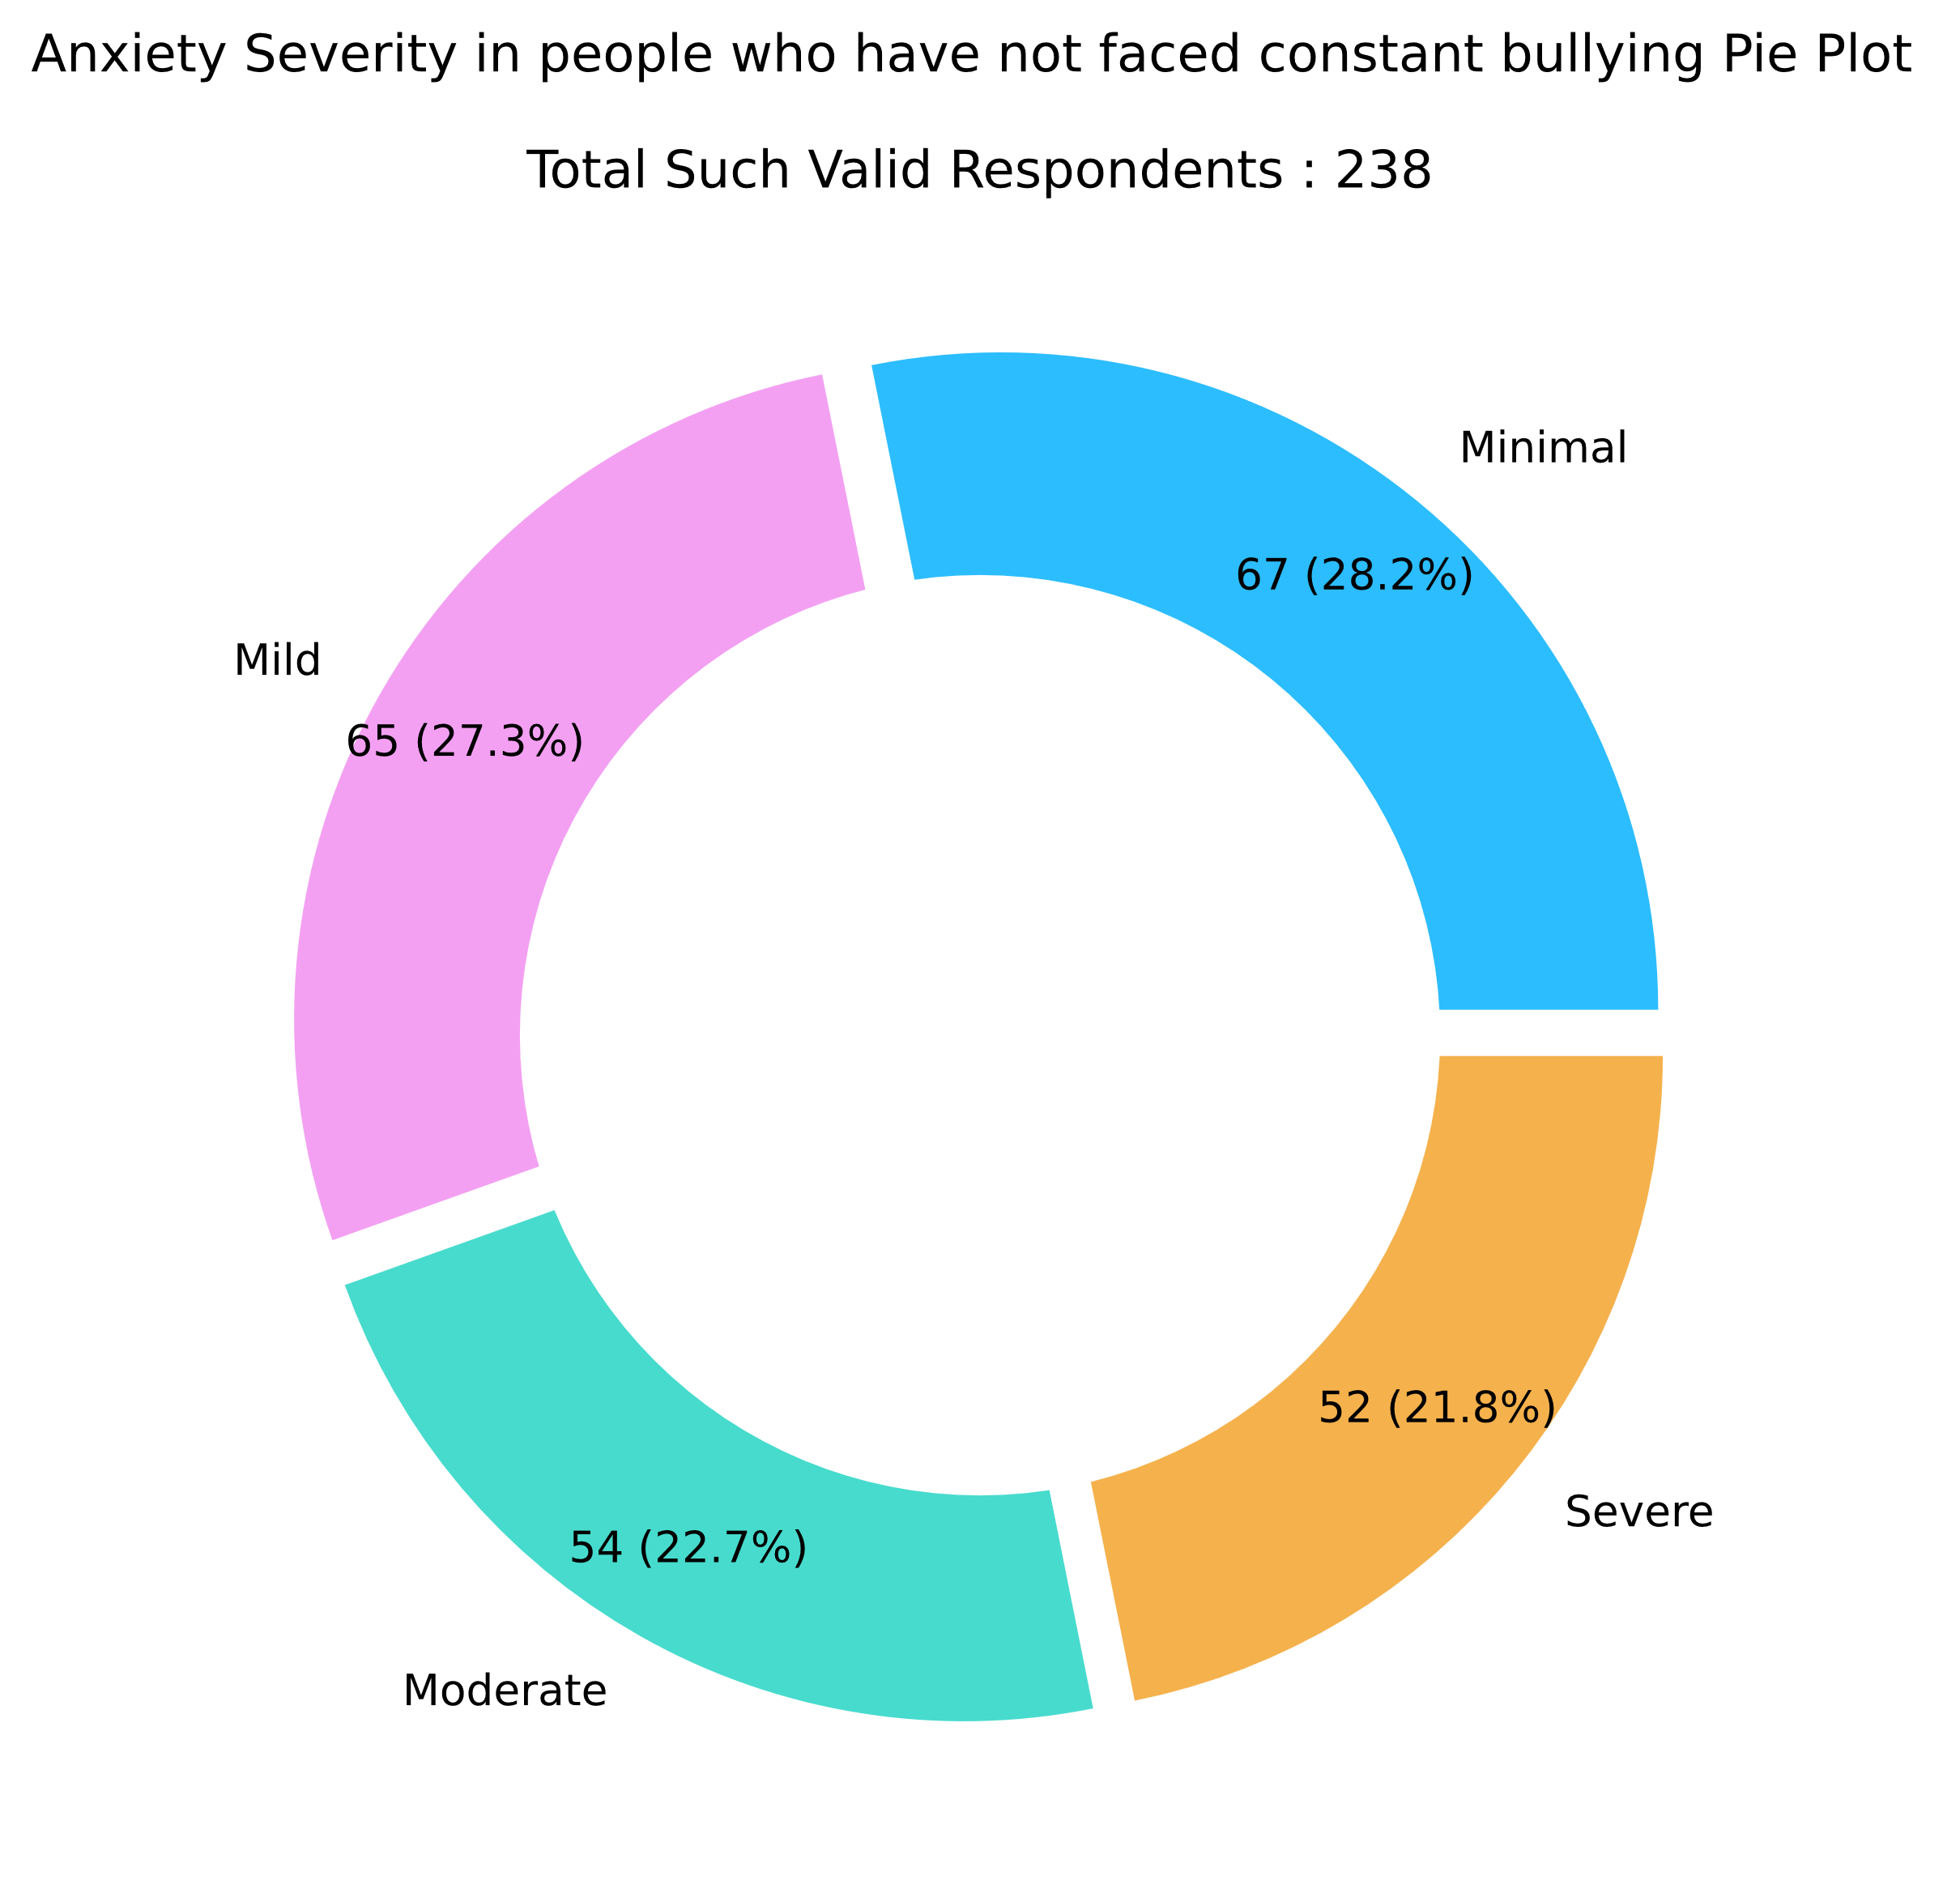 Anxiety Severity in people who have not faced constant bullying Pie Plot
Total Such Valid Respondents : 238
Minimal
67 (28.2%)
Mild
65 (27.3%)
52 (21.8%)
Severe
54 (22.7%)
Moderate